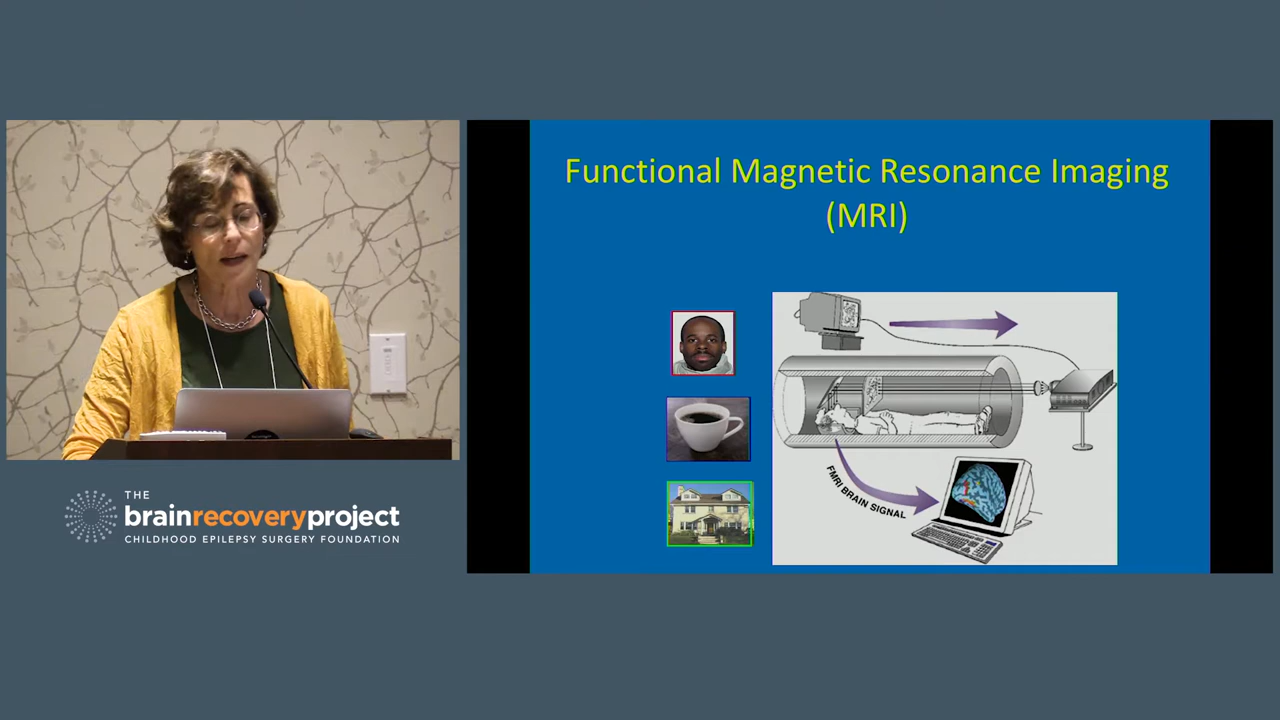 Functional Magnetic Resonance Imaging
(MRI)
FMRI BRAIN SIGNAL
THE
brainrecoveryproject
CHILDHOOD EPILEPSY SURGERY FOUNDATION